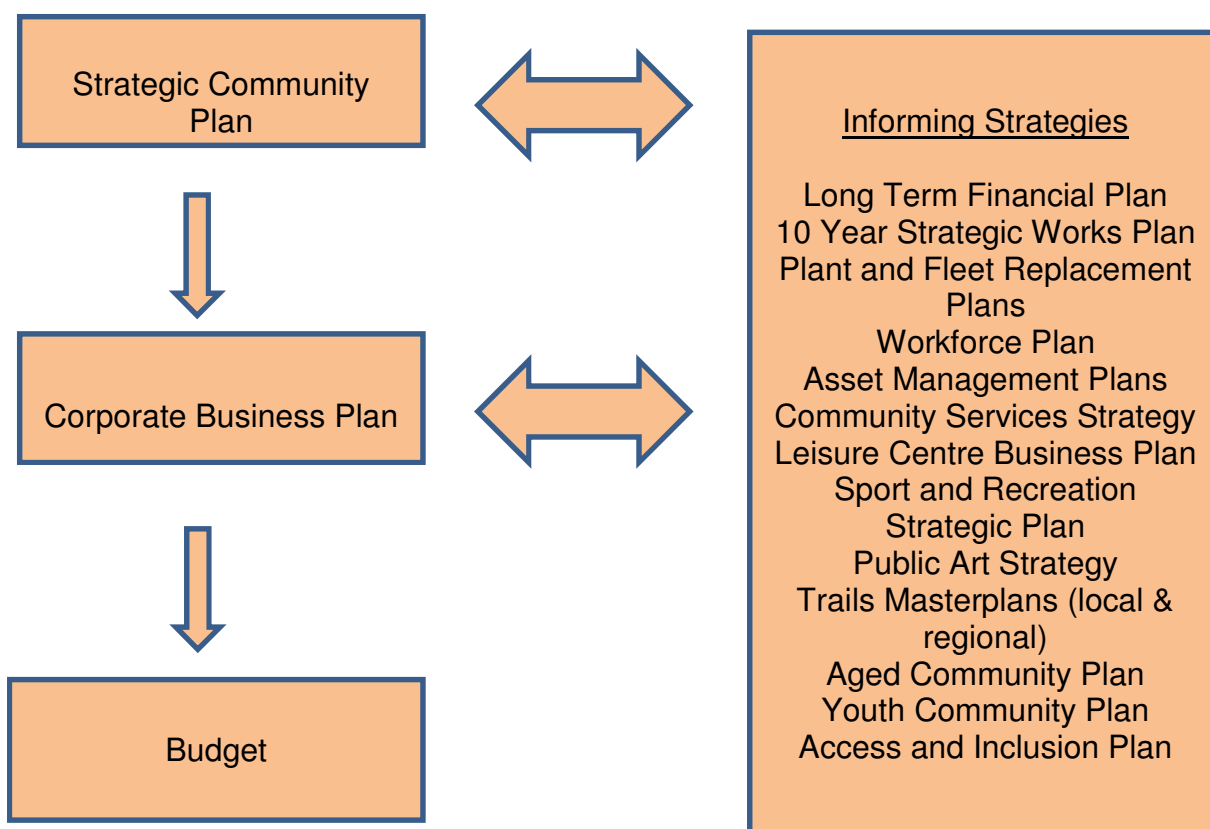 Strategic Community
Plan
Corporate Business Plan
Budget
Informing Strategies
Long Term Financial Plan
10 Year Strategic Works Plan
Plant and Fleet Replacement
Plans
Workforce Plan
Asset Management Plans
Community Services Strategy
Leisure Centre Business Plan
Sport and Recreation
Strategic Plan
Public Art Strategy
Trails Masterplans (local &
regional)
Aged Community Plan
Youth Community Plan
Access and Inclusion Plan